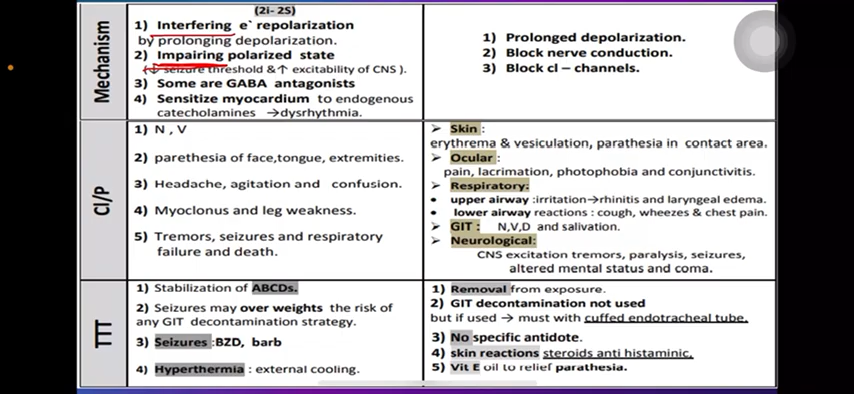 Mechanism
(2i- 2S)
1) Interfering e` repolarization
by prolonging depolarization.
2) Impairing polarized state
(↓ seizure threshold &↑ excitability of CNS ).
3) Some are GABA antagonists
4) Sensitize myocardium to endogenous
catecholamines →dysrhythmia.
1) Prolonged depolarization.
2) Block nerve conduction.
3) Block cl – channels.
Cl/P
1) N , V
2) parethesia of face,tongue, extremities.
3) Headache, agitation and confusion.
4) Myoclonus and leg weakness.
5) Tremors, seizures and respiratory
failure and death.
➢ Skin :
erythema & vesiculation, parathesia in contact area.
➢ Ocular :
pain, lacrimation, photophobia and conjunctivitis.
➢ Respiratory:
• upper airway :irritation→rhinitis and laryngeal edema.
• lower airway reactions : cough, wheezes & chest pain.
➢ GIT : N,V,D and salivation.
➢ Neurological:
CNS excitation tremors, paralysis, seizures,
altered mental status and coma.
TTT
1) Stabilization of ABCDs.
2) Seizures may over weights the risk of
any GIT decontamination strategy.
3) Seizures :BZD, barb
4) Hyperthermia : external cooling.
1) Removal from exposure.
2) GIT decontamination not used
but if used → must with cuffed endotracheal tube.
3) No specific antidote.
4) skin reactions steroids anti histaminic.
5) Vit E oil to relief parathesia.